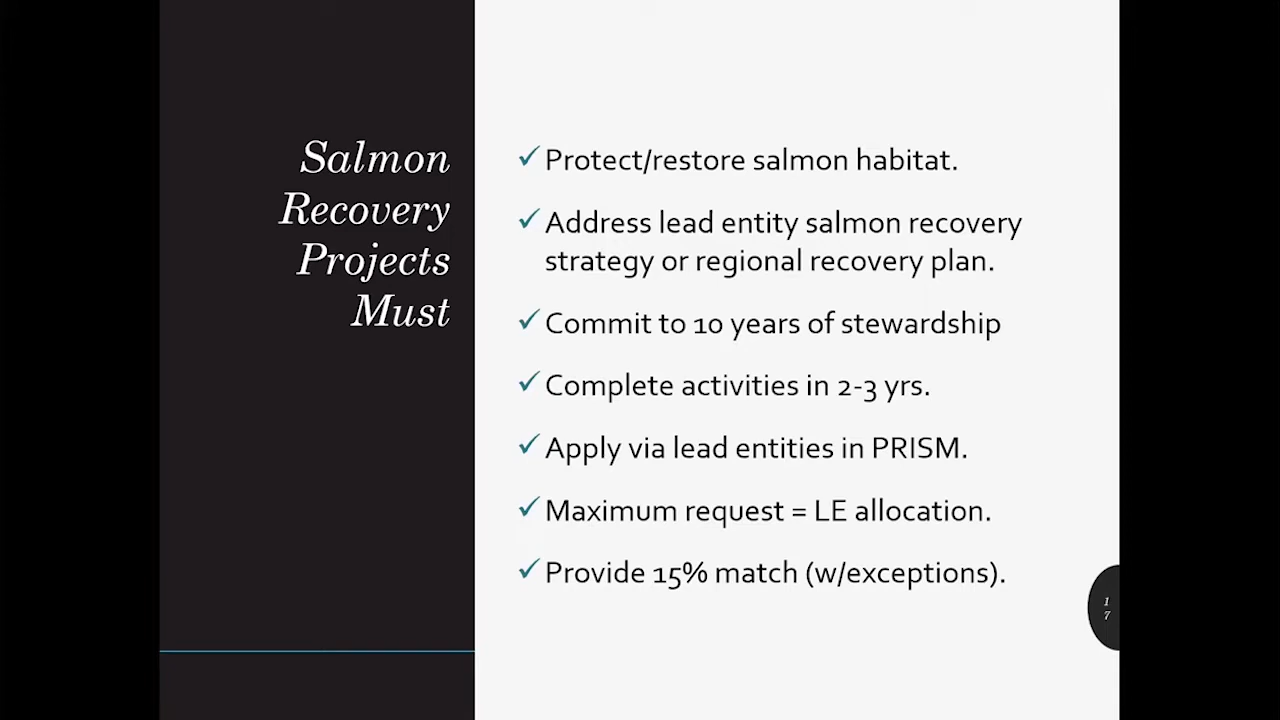 Salmon
Recovery
Projects
Must
✓ Protect/restore salmon habitat.
✓ Address lead entity salmon recovery
strategy or regional recovery plan.
✓ Commit to 10 years of stewardship
✓ Complete activities in 2-3 yrs.
✓ Apply via lead entities in PRISM.
✓ Maximum request = LE allocation.
✓ Provide 15% match (w/exceptions).
1
7